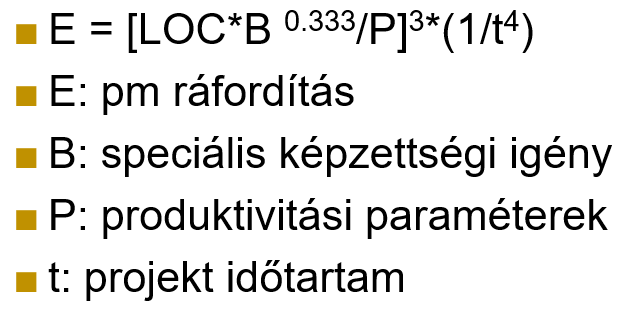 ■ E = [LOC*B ^0.333/P]^3*(1/t^4)
■ E: pm ráfordítás
■ B: speciális képzettségi igény
■ P: produktivitási paraméterek
■ t: projekt időtartam